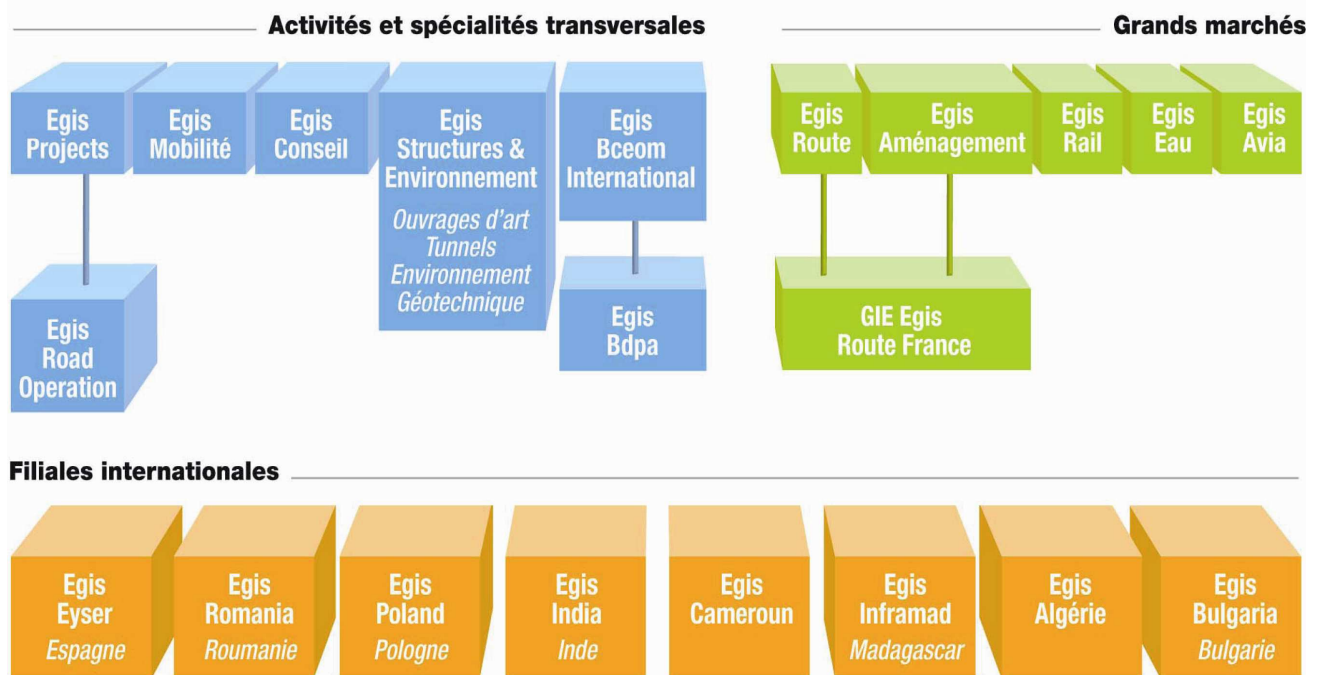 Activités et spécialités transversales
Egis
Projects
Egis
Mobilité
Egis
Conseil
Egis
Structures &
Environnement
Ouvrages d'art
Tunnels
Environnement
Géotechnique
Egis
Bceom
International
Egis
Road
Operation
Egis
Bdpa
Grands marchés
Egis
Route
Egis
Aménagement
Egis
Rail
Egis
Eau
Egis
Avia
GIE Egis
Route France
Filiales internationales
Egis
Eyser
Espagne
Egis
Romania
Roumanie
Egis
Poland
Pologne
Egis
India
Inde
Egis
Cameroun
Egis
Inframad
Madagascar
Egis
Algérie
Egis
Bulgaria
Bulgarie